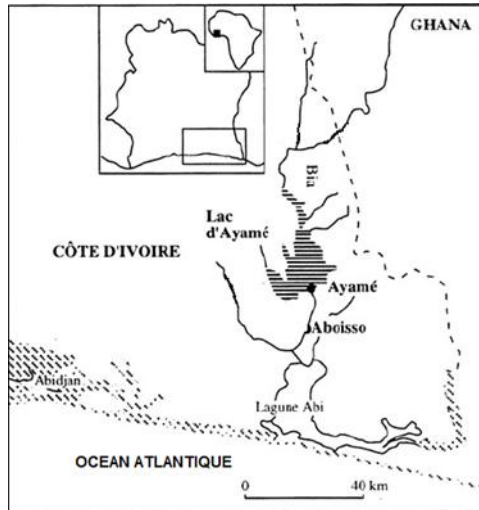 GHANA
Bia
Lac
d'Ayamé
CÔTE D'IVOIRE
Ayamé
Aboisso
Abidjan
Lagune Abi
OCEAN ATLANTIQUE
0 40 km